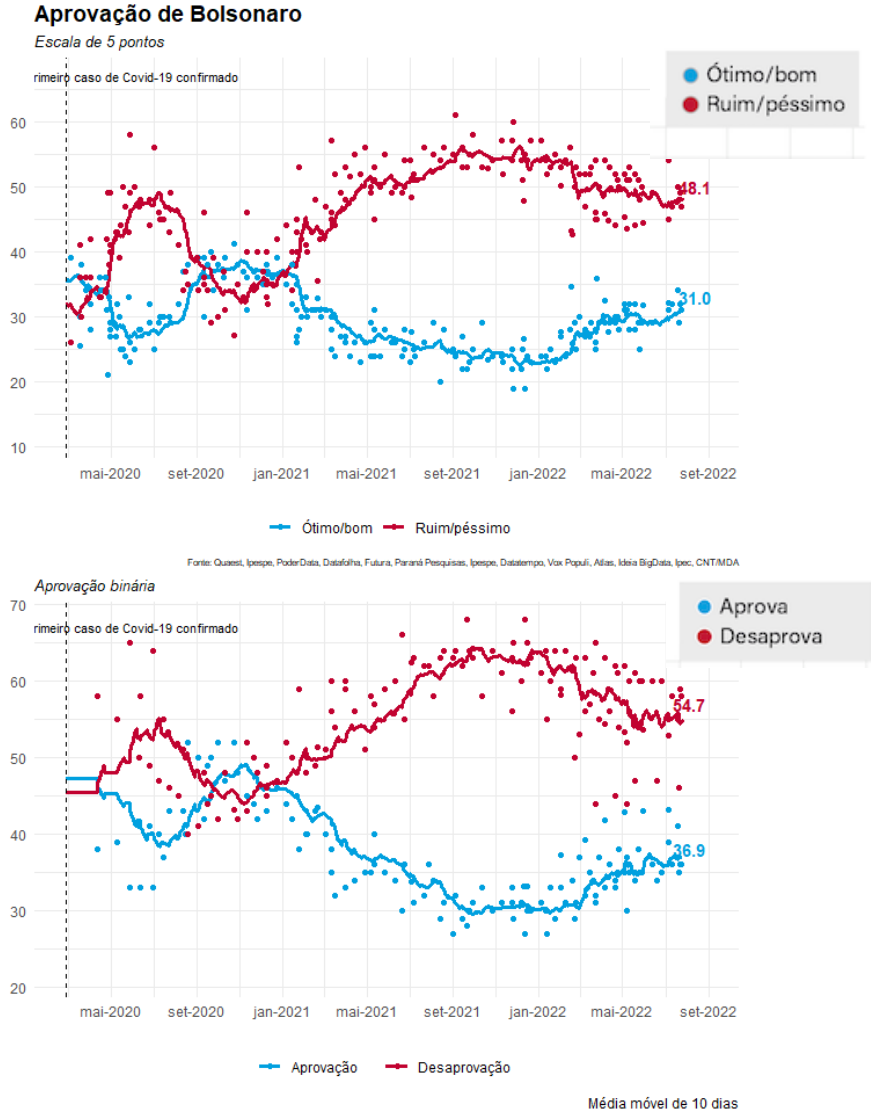 Aprovação de Bolsonaro
Escala de 5 pontos
rimeiro caso de Covid-19 confirmado
Ótimo/bom
Ruim/péssimo
60
50
40
30
20
10
48.1
31.0
mai-2020 set-2020 jan-2021 mai-2021 set-2021 jan-2022 mai-2022 set-2022
Ótimo/bom Ruim/péssimo
Fonte: Quaest, Ipespe, PoderData, Datafolha, Futura, Paraná Pesquisas, Ipespe, Datatempo, Vox Populi, Atlas, Ideia BigData, Ipec, CNT/MDA
Aprovação binária
rimeiro caso de Covid-19 confirmado
Aprova
Desaprova
70
60
50
40
30
20
54.7
36.9
mai-2020 set-2020 jan-2021 mai-2021 set-2021 jan-2022 mai-2022 set-2022
Aprovação Desaprovação
Média móvel de 10 dias